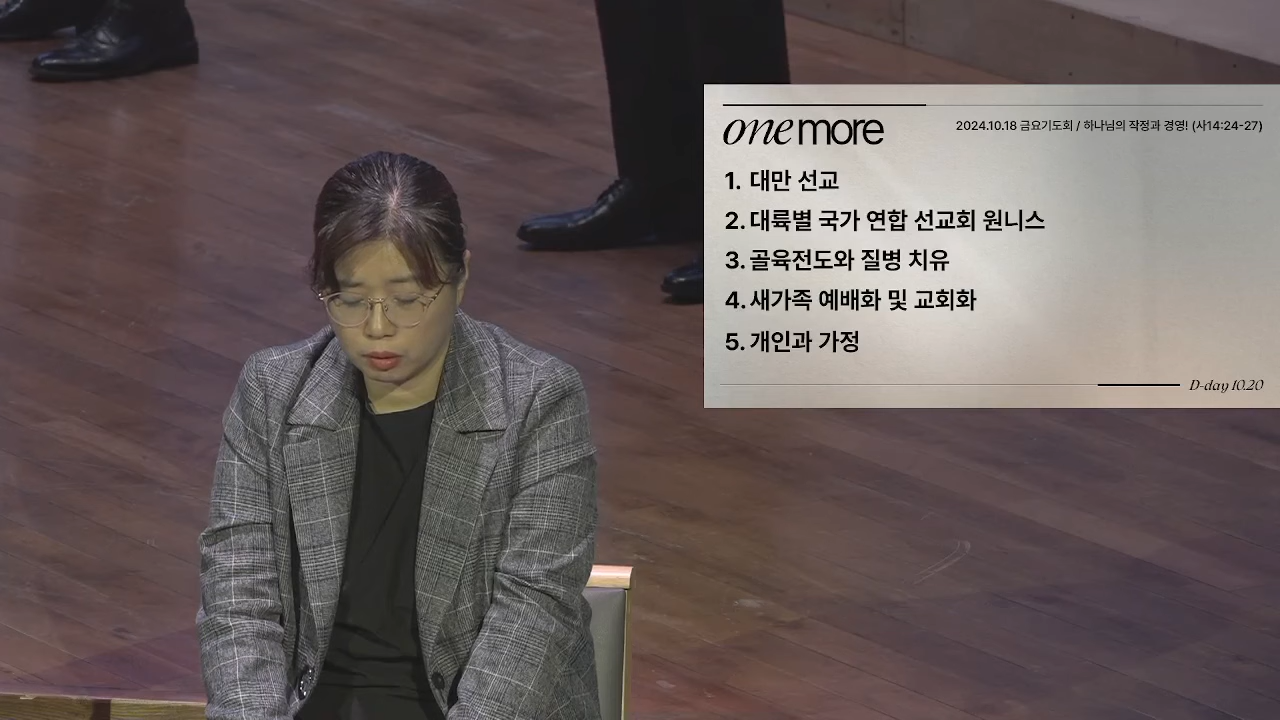 one more
2024.10.18 금요기도회 / 하나님의 작정과 경영! (사14:24-27)
1. 대만 선교
2. 대륙별 국가 연합 선교회 원니스
3. 골육전도와 질병 치유
4. 새가족 예배화 및 교회화
5. 개인과 가정
D-day 10.20